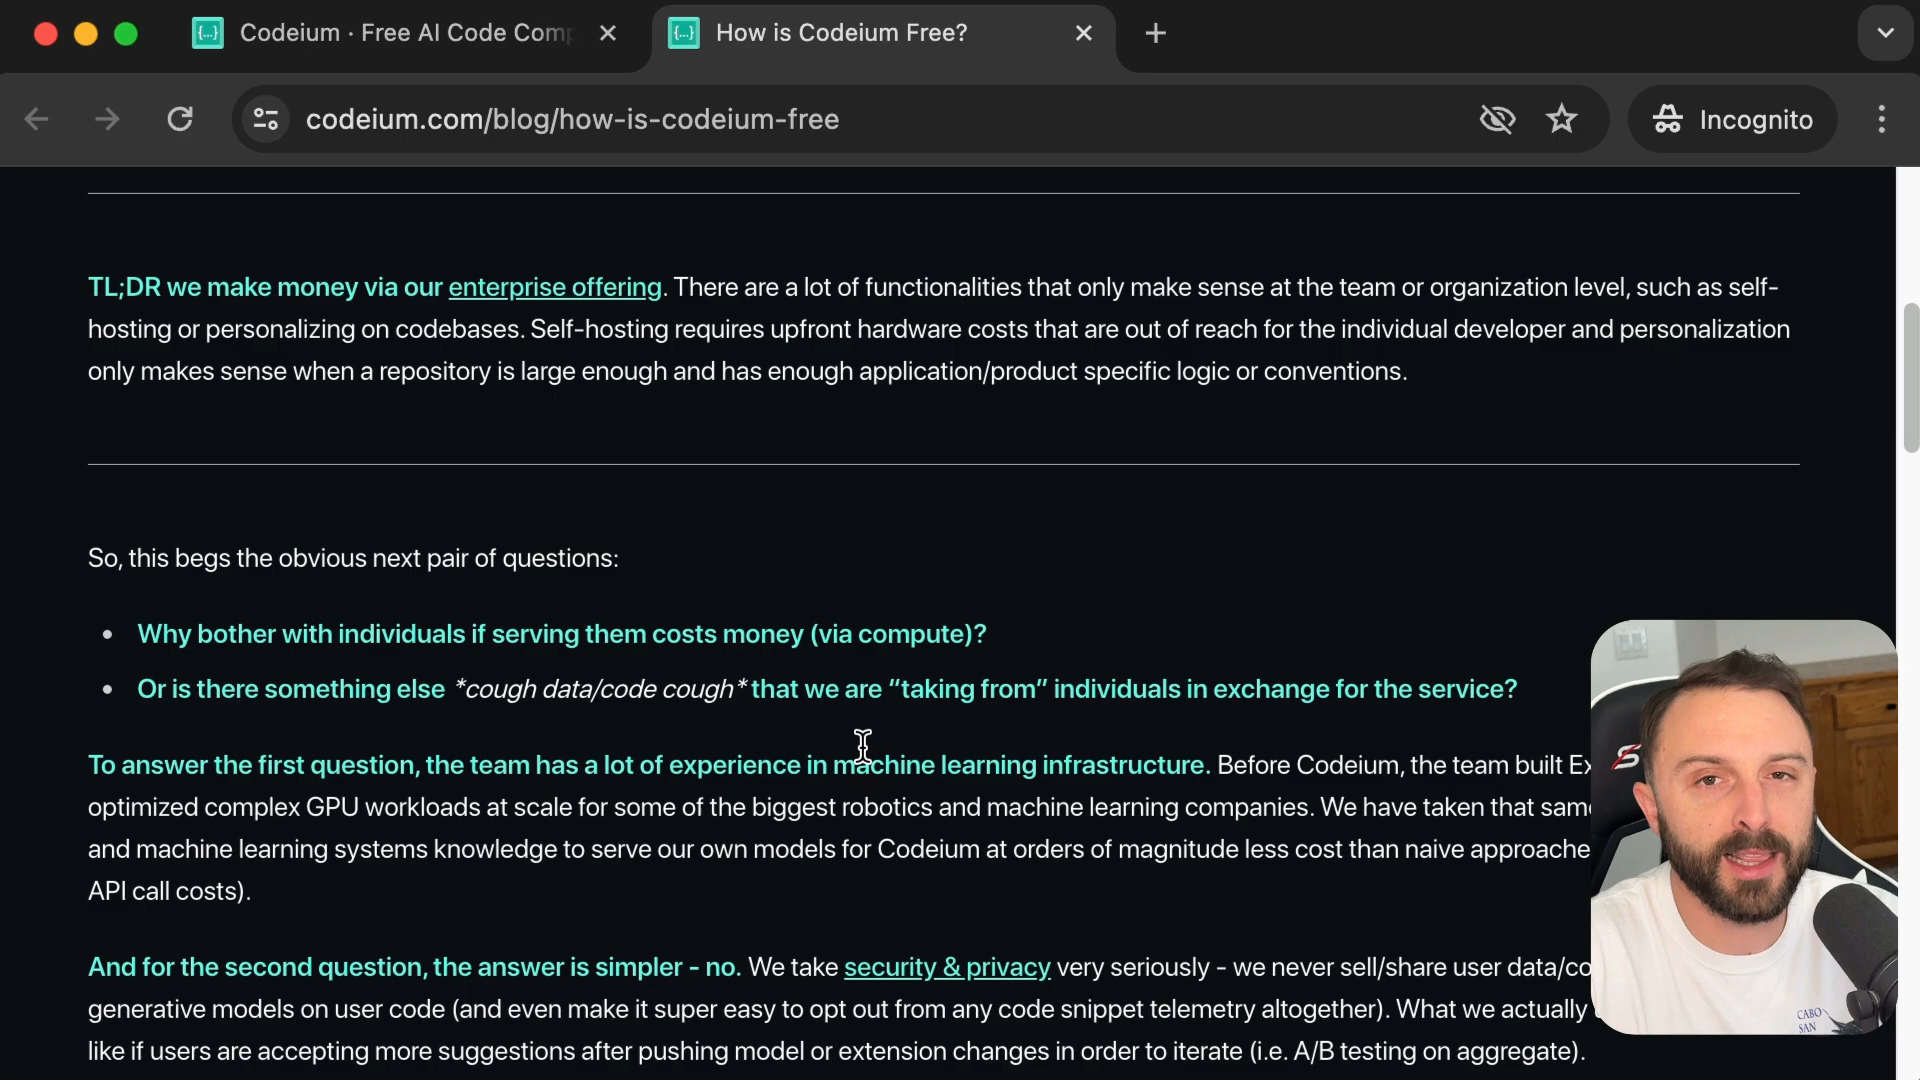 {...} Codeium · Free AI Code Comp
{...} How is Codeium Free?
codeium.com/blog/how-is-codeium-free
Incognito
TL;DR we make money via our enterprise offering. There are a lot of functionalities that only make sense at the team or organization level, such as self-
hosting or personalizing on codebases. Self-hosting requires upfront hardware costs that are out of reach for the individual developer and personalization
only makes sense when a repository is large enough and has enough application/product specific logic or conventions.
So, this begs the obvious next pair of questions:
• Why bother with individuals if serving them costs money (via compute)?
• Or is there something else *cough data/code cough* that we are “taking from” individuals in exchange for the service?
To answer the first question, the team has a lot of experience in machine learning infrastructure. Before Codeium, the team built Ex
optimized complex GPU workloads at scale for some of the biggest robotics and machine learning companies. We have taken that same
and machine learning systems knowledge to serve our own models for Codeium at orders of magnitude less cost than naive approache
API call costs).
And for the second question, the answer is simpler - no. We take security & privacy very seriously - we never sell/share user data/co
generative models on user code (and even make it super easy to opt out from any code snippet telemetry altogether). What we actually
like if users are accepting more suggestions after pushing model or extension changes in order to iterate (i.e. A/B testing on aggregate).
CABO
SAN